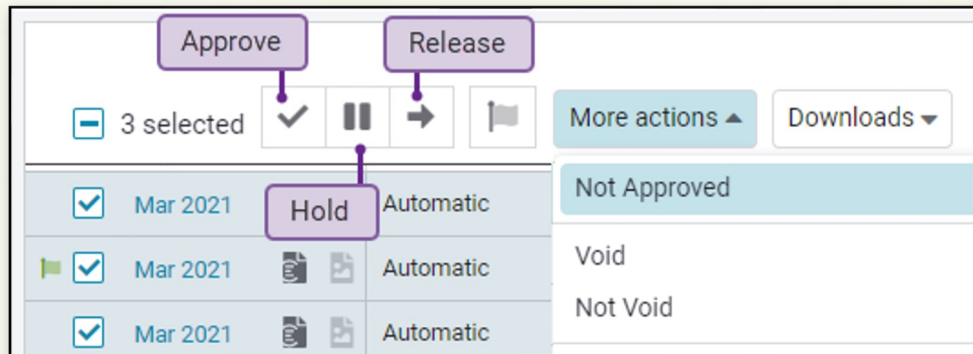 Approve
Release
3 selected
More actions
Downloads
Not Approved
Mar 2021
Hold
Automatic
Void
Mar 2021
Automatic
Not Void
Mar 2021
Automatic